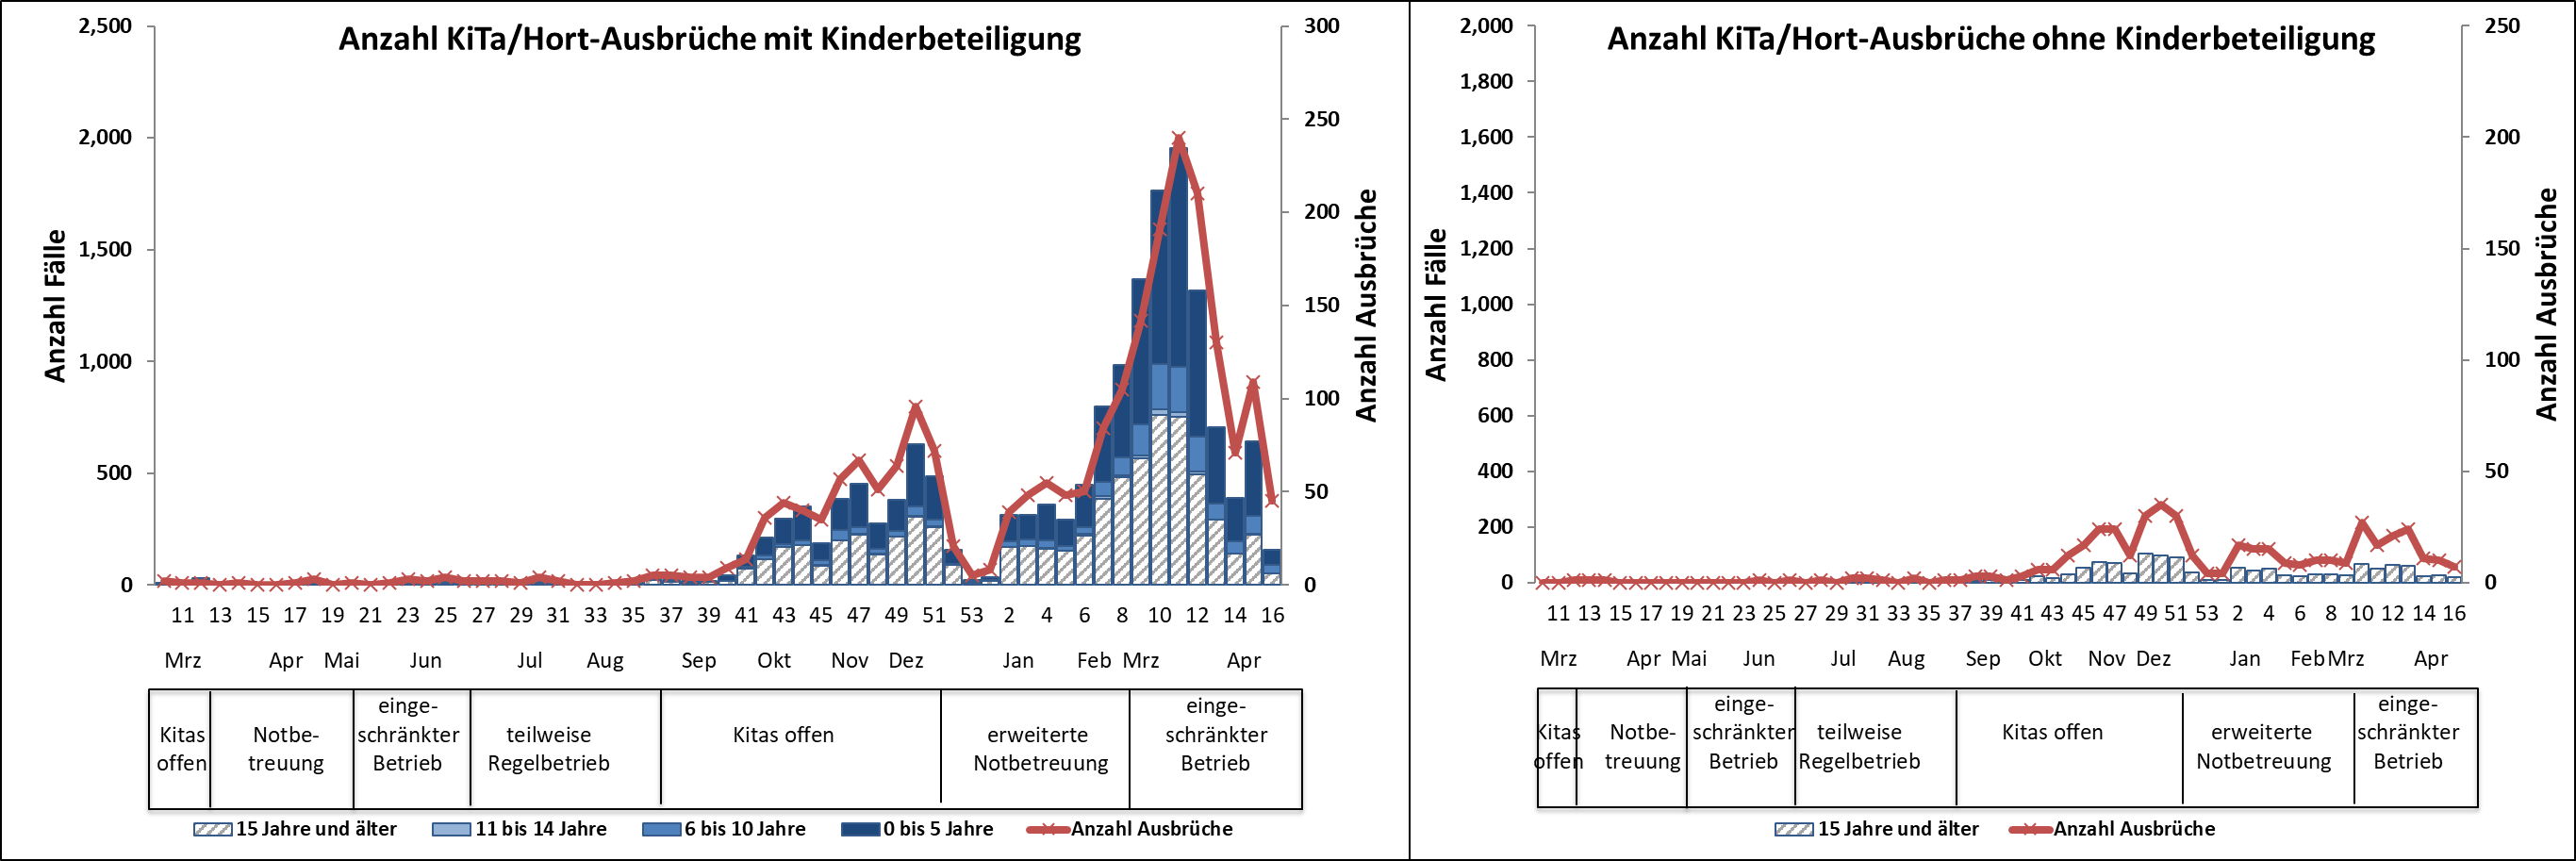 Anzahl KiTa/Hort-Ausbrüche mit Kinderbeteiligung
Anzahl Fälle
2,500
2,000
1,500
1,000
500
0
300
250
200
150
100
50
0
Anzahl Ausbrüche
11 13 15 17 19 21 23 25 27 29 31 33 35 37 39 41 43 45 47 49 51 53 2 4 6 8 10 12 14 16
Mrz Apr Mai Jun Jul Aug Sep Okt Nov Dez Jan Feb Mrz Apr
Kitas
offen
Notbe-
treuung
einge-
schränkter
Betrieb
teilweise
Regelbetrieb
Kitas offen
erweiterte
Notbetreuung
einge-
schränkter
Betrieb
15 Jahre und älter 11 bis 14 Jahre 6 bis 10 Jahre 0 bis 5 Jahre Anzahl Ausbrüche
Anzahl KiTa/Hort-Ausbrüche ohne Kinderbeteiligung
Anzahl Fälle
2,000
1,800
1,600
1,400
1,200
1,000
800
600
400
200
0
250
200
150
100
50
0
Anzahl Ausbrüche
11 13 15 17 19 21 23 25 27 29 31 33 35 37 39 41 43 45 47 49 51 53 2 4 6 8 10 12 14 16
Mrz Apr Mai Jun Jul Aug Sep Okt Nov Dez Jan Feb Mrz Apr
Kitas
offen
Notbe-
treuung
einge-
schränkter
Betrieb
teilweise
Regelbetrieb
Kitas offen
erweiterte
Notbetreuung
einge-
schränkter
Betrieb
15 Jahre und älter Anzahl Ausbrüche